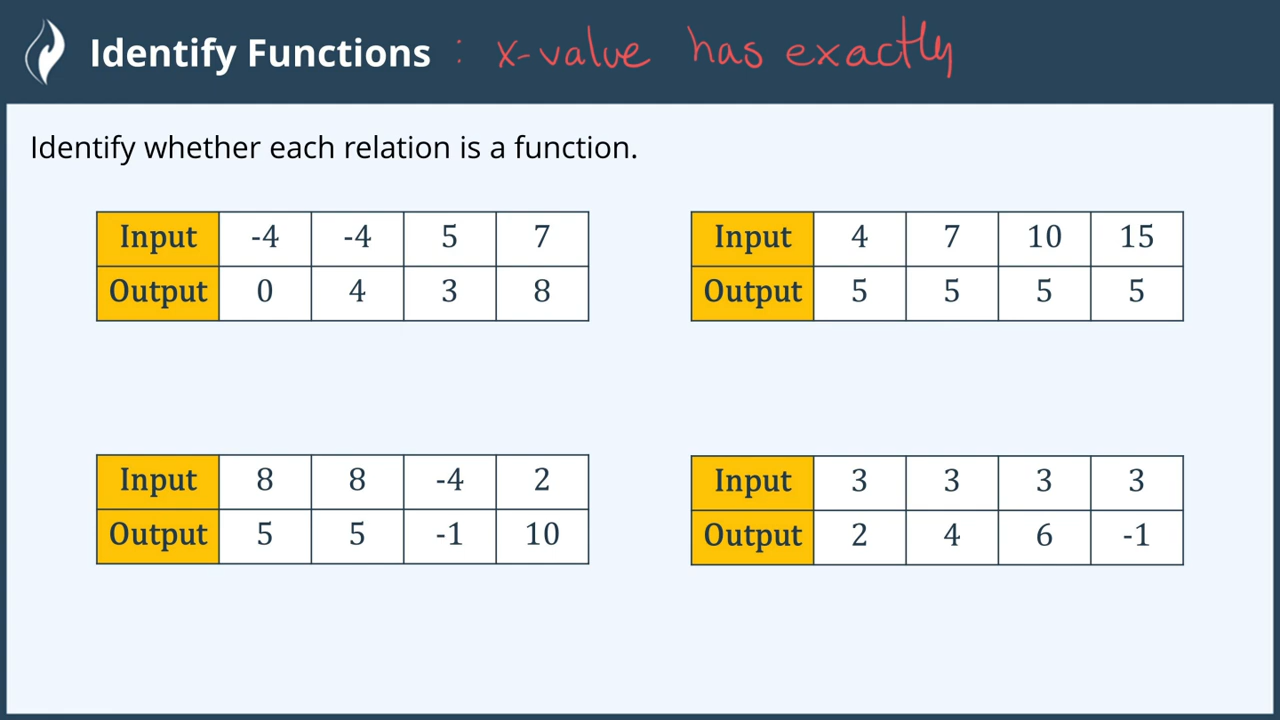 Identify Functions : x-value has exactly
Identify whether each relation is a function.
Input -4 -4 5 7
Output 0 4 3 8
Input 4 7 10 15
Output 5 5 5 5
Input 8 8 -4 2
Output 5 5 -1 10
Input 3 3 3 3
Output 2 4 6 -1